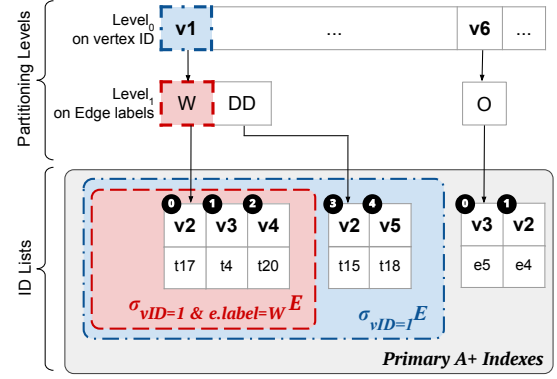 Partitioning Levels
Level₀
on vertex ID
v1 ... v6 ...
Level₁
on Edge labels
W DD O
ID Lists
0 1 2 3 4 0 1
v2 v3 v4 v2 v5 v3 v2
t17 t4 t20 t15 t18 e5 e4
σ vID=1 & e.label=W E σ vID=1 E
Primary A+ Indexes